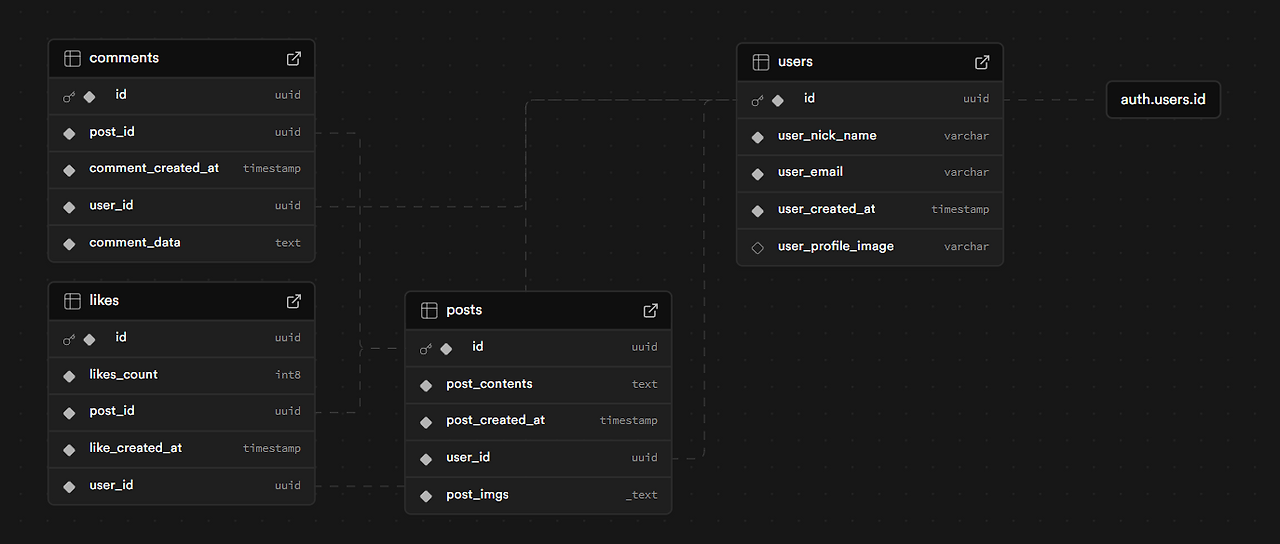 comments
id uuid
post_id uuid
comment_created_at timestamp
user_id uuid
comment_data text
likes
id uuid
likes_count int8
post_id uuid
like_created_at timestamp
user_id uuid
posts
id uuid
post_contents text
post_created_at timestamp
user_id uuid
post_imgs _text
users
id uuid
user_nick_name varchar
user_email varchar
user_created_at timestamp
user_profile_image varchar
auth.users.id